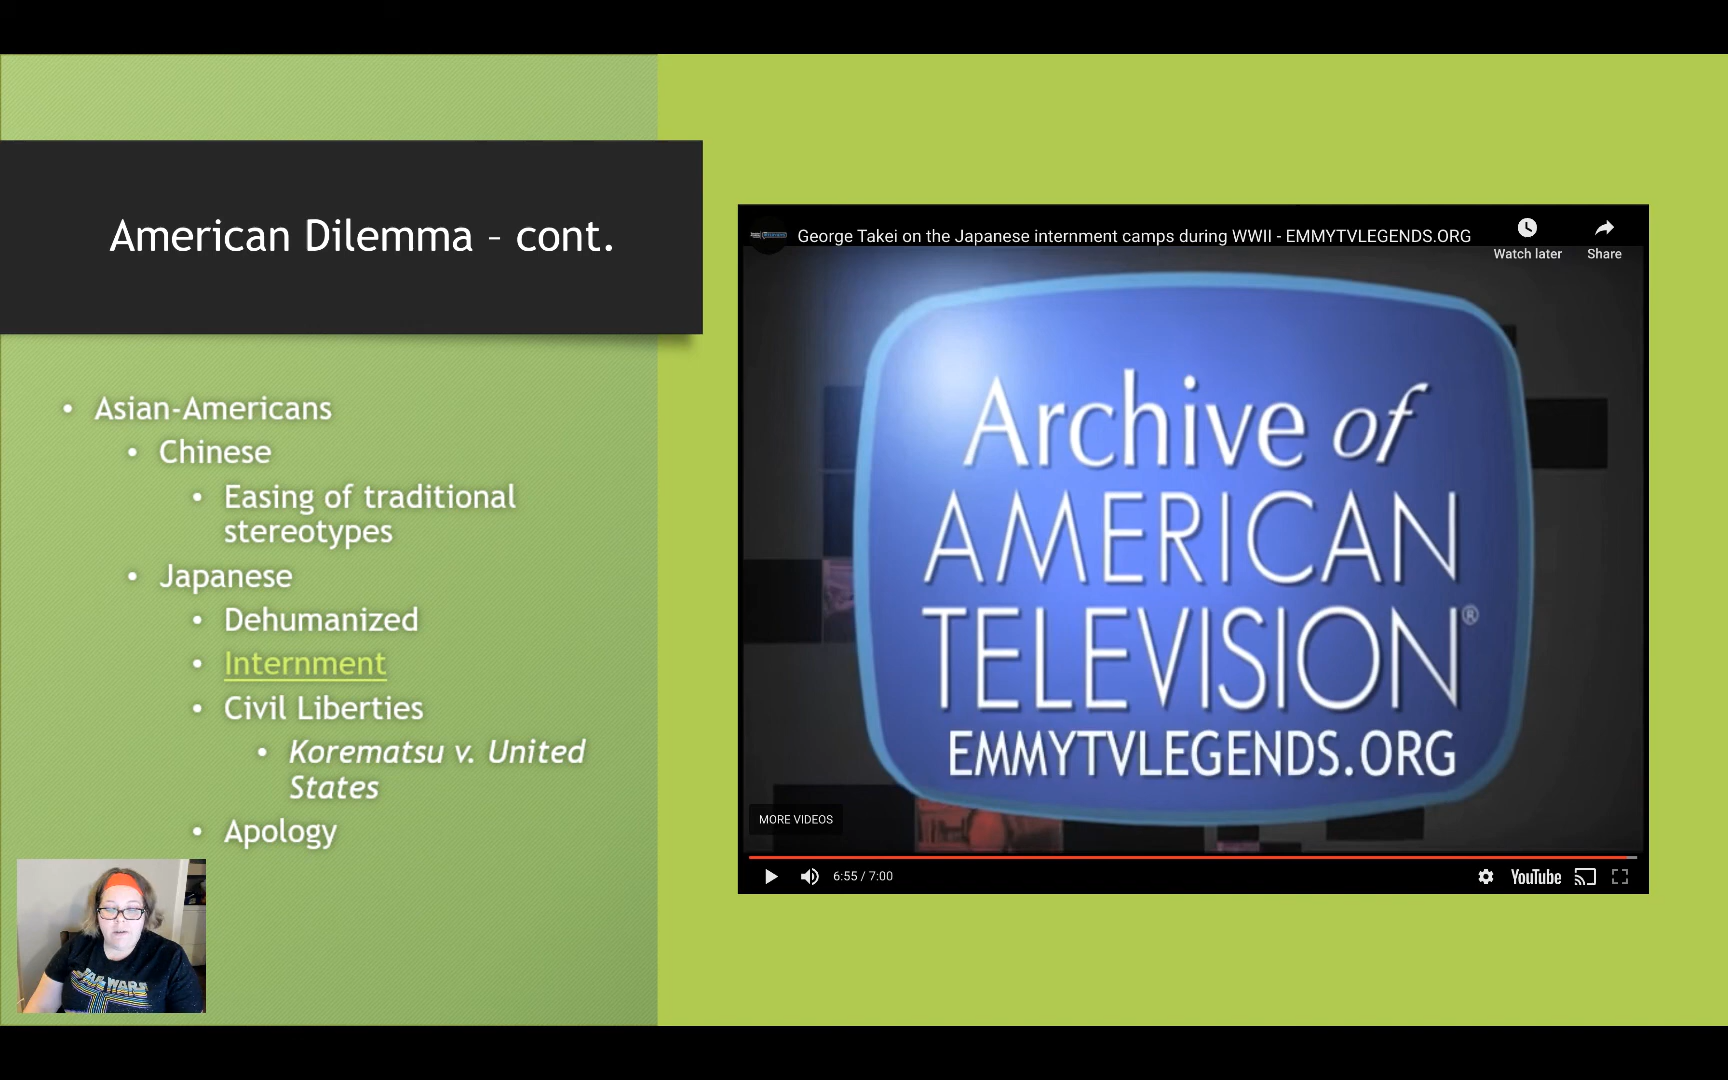 American Dilemma – cont.
• Asian-Americans
• Chinese
• Easing of traditional
stereotypes
• Japanese
• Dehumanized
• Internment
• Civil Liberties
• Korematsu v. United
States
• Apology
George Takei on the Japanese internment camps during WWII - EMMYTVLEGENDS.ORG
Watch later
Share
Archive of
AMERICAN
TELEVISION®
EMMYTVLEGENDS.ORG
MORE VIDEOS
6:55 / 7:00
YouTube
STAR WARS